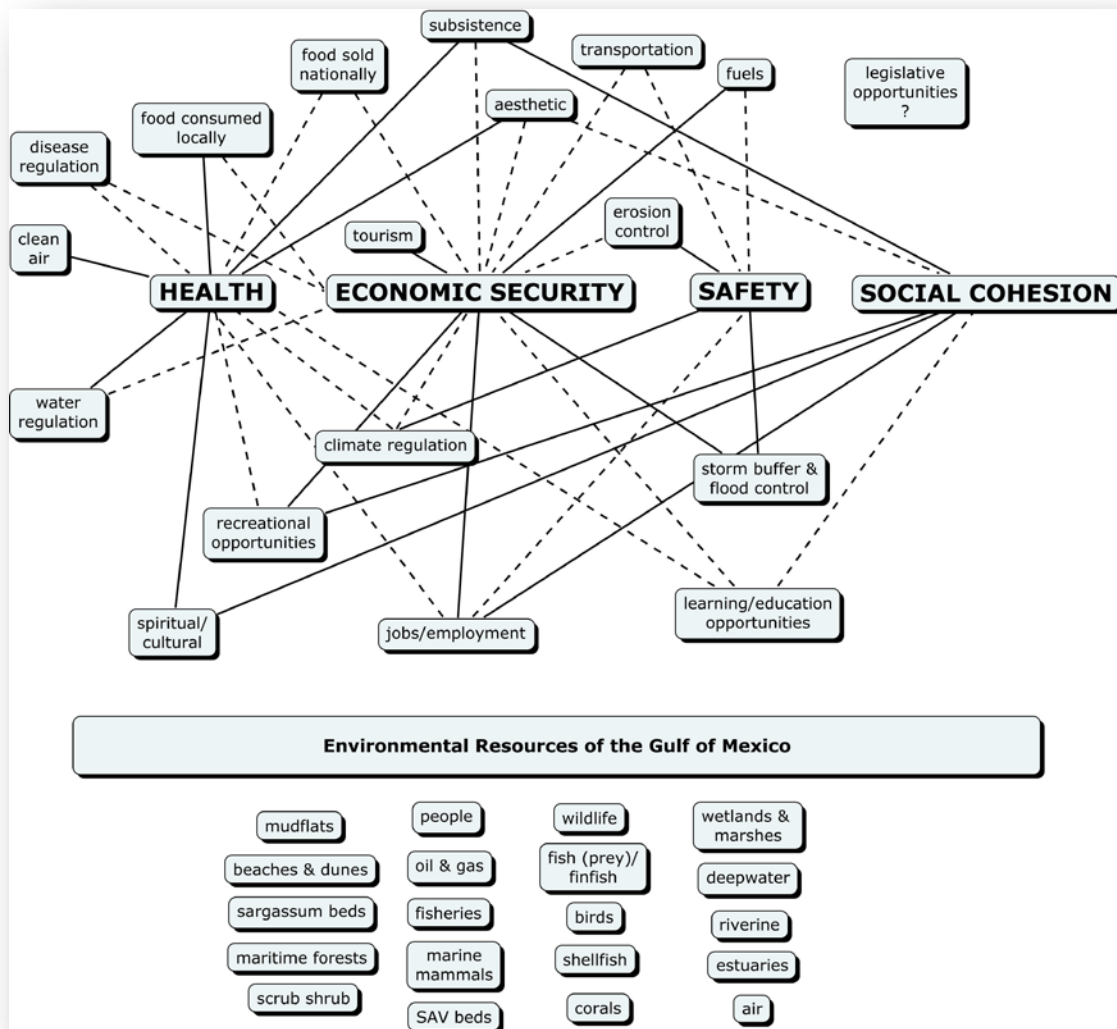 subsistence
food sold
nationally
transportation
fuels
legislative
opportunities
?
aesthetic
food consumed
locally
disease
regulation
clean
air
tourism
erosion
control
HEALTH
ECONOMIC SECURITY
SAFETY
SOCIAL COHESION
water
regulation
climate regulation
storm buffer &
flood control
recreational
opportunities
spiritual/
cultural
jobs/employment
learning/education
opportunities
Environmental Resources of the Gulf of Mexico
mudflats
beaches & dunes
sargassum beds
maritime forests
scrub shrub
people
oil & gas
fisheries
marine
mammals
SAV beds
wildlife
fish (prey)/
finfish
birds
shellfish
corals
wetlands &
marshes
deepwater
riverine
estuaries
air